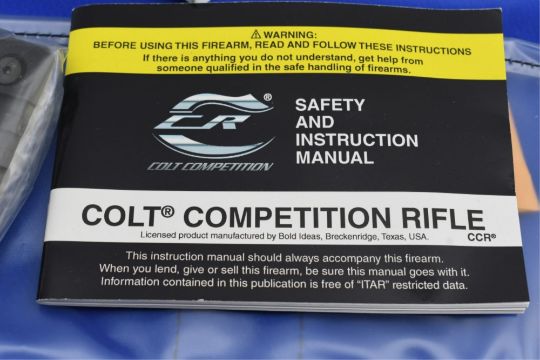 ⚠ WARNING:
BEFORE USING THIS FIREARM, READ AND FOLLOW THESE INSTRUCTIONS
If there is anything you do not understand, get help from
someone qualified in the safe handling of firearms.
CR®
COLT COMPETITION
SAFETY
AND
INSTRUCTION
MANUAL
COLT® COMPETITION RIFLE
Licensed product manufactured by Bold Ideas, Breckenridge, Texas, USA.
CCR®
This instruction manual should always accompany this firearm.
When you lend, give or sell this firearm, be sure this manual goes with it.
Information contained in this publication is free of "ITAR" restricted data.